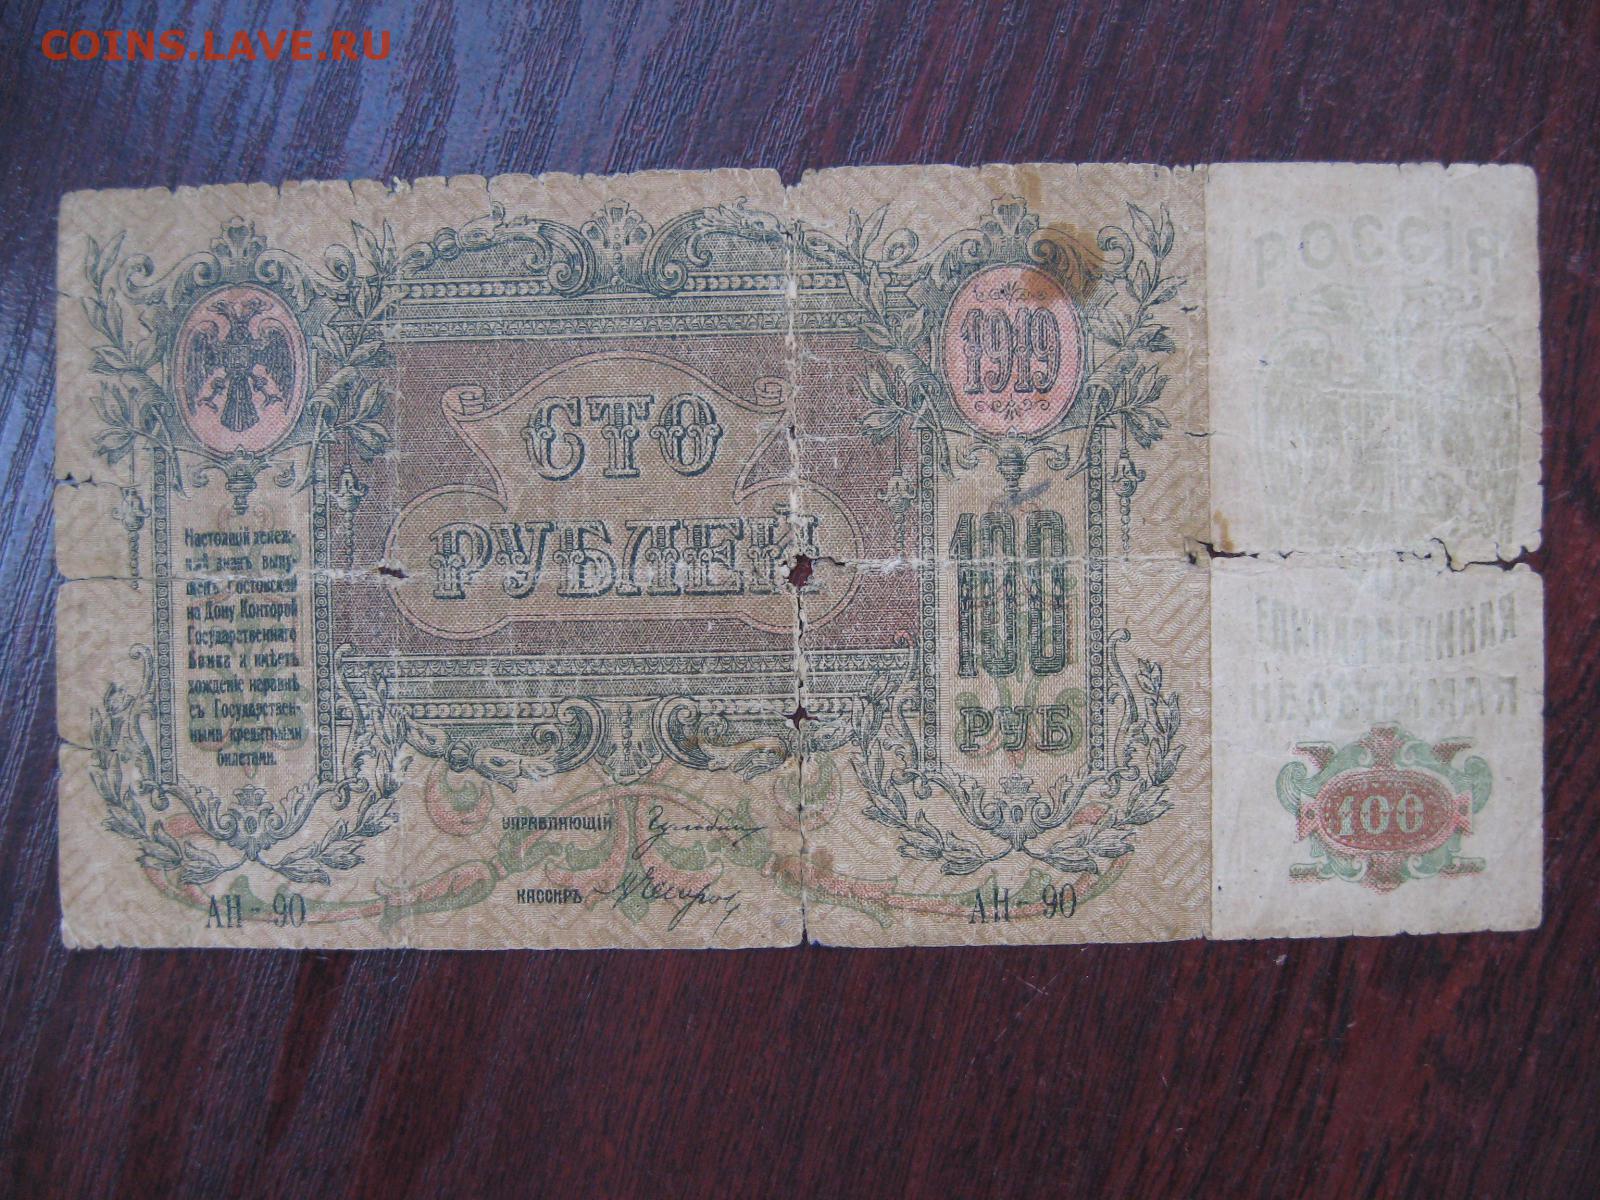 COINS.LAVE.RU
1919
СТО
РУБЛЕЙ
100
РУБ
Настоящій денеж-
ный знакъ выпу-
щенъ Ростовской
на Дону Конторой
Государственнаго
Банка и имѣетъ
хожденіе наравнѣ
съ Государствен-
ными кредитными
билетами.
УПРАВЛЯЮЩІЙ
КАССИРЪ
АН-90
АН-90
РОССІЯ
100